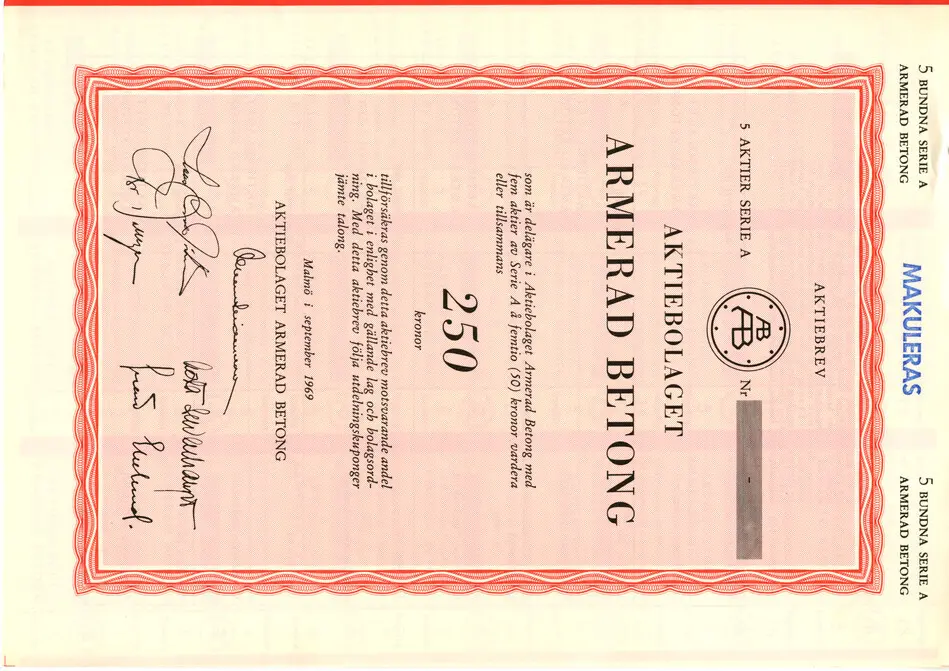 5 BUNDNA SERIE A
ARMERAD BETONG
MAKULERAS
5 BUNDNA SERIE A
ARMERAD BETONG
AKTIEBREV
5 AKTIER SERIE A
AB
AB
Nr
-
AKTIEBOLAGET
ARMERAD BETONG
som är delägare i Aktiebolaget Armerad Betong med
fem aktier av Serie A å femtio (50) kronor vardera
eller tillsammans
250
kronor
tillförsäkras genom detta aktiebrev motsvarande andel
i bolaget i enlighet med gällande lag och bolagsord-
ning. Med detta aktiebrev följa utdelningskuponger
jämte talong.
Malmö i september 1969
AKTIEBOLAGET ARMERAD BETONG